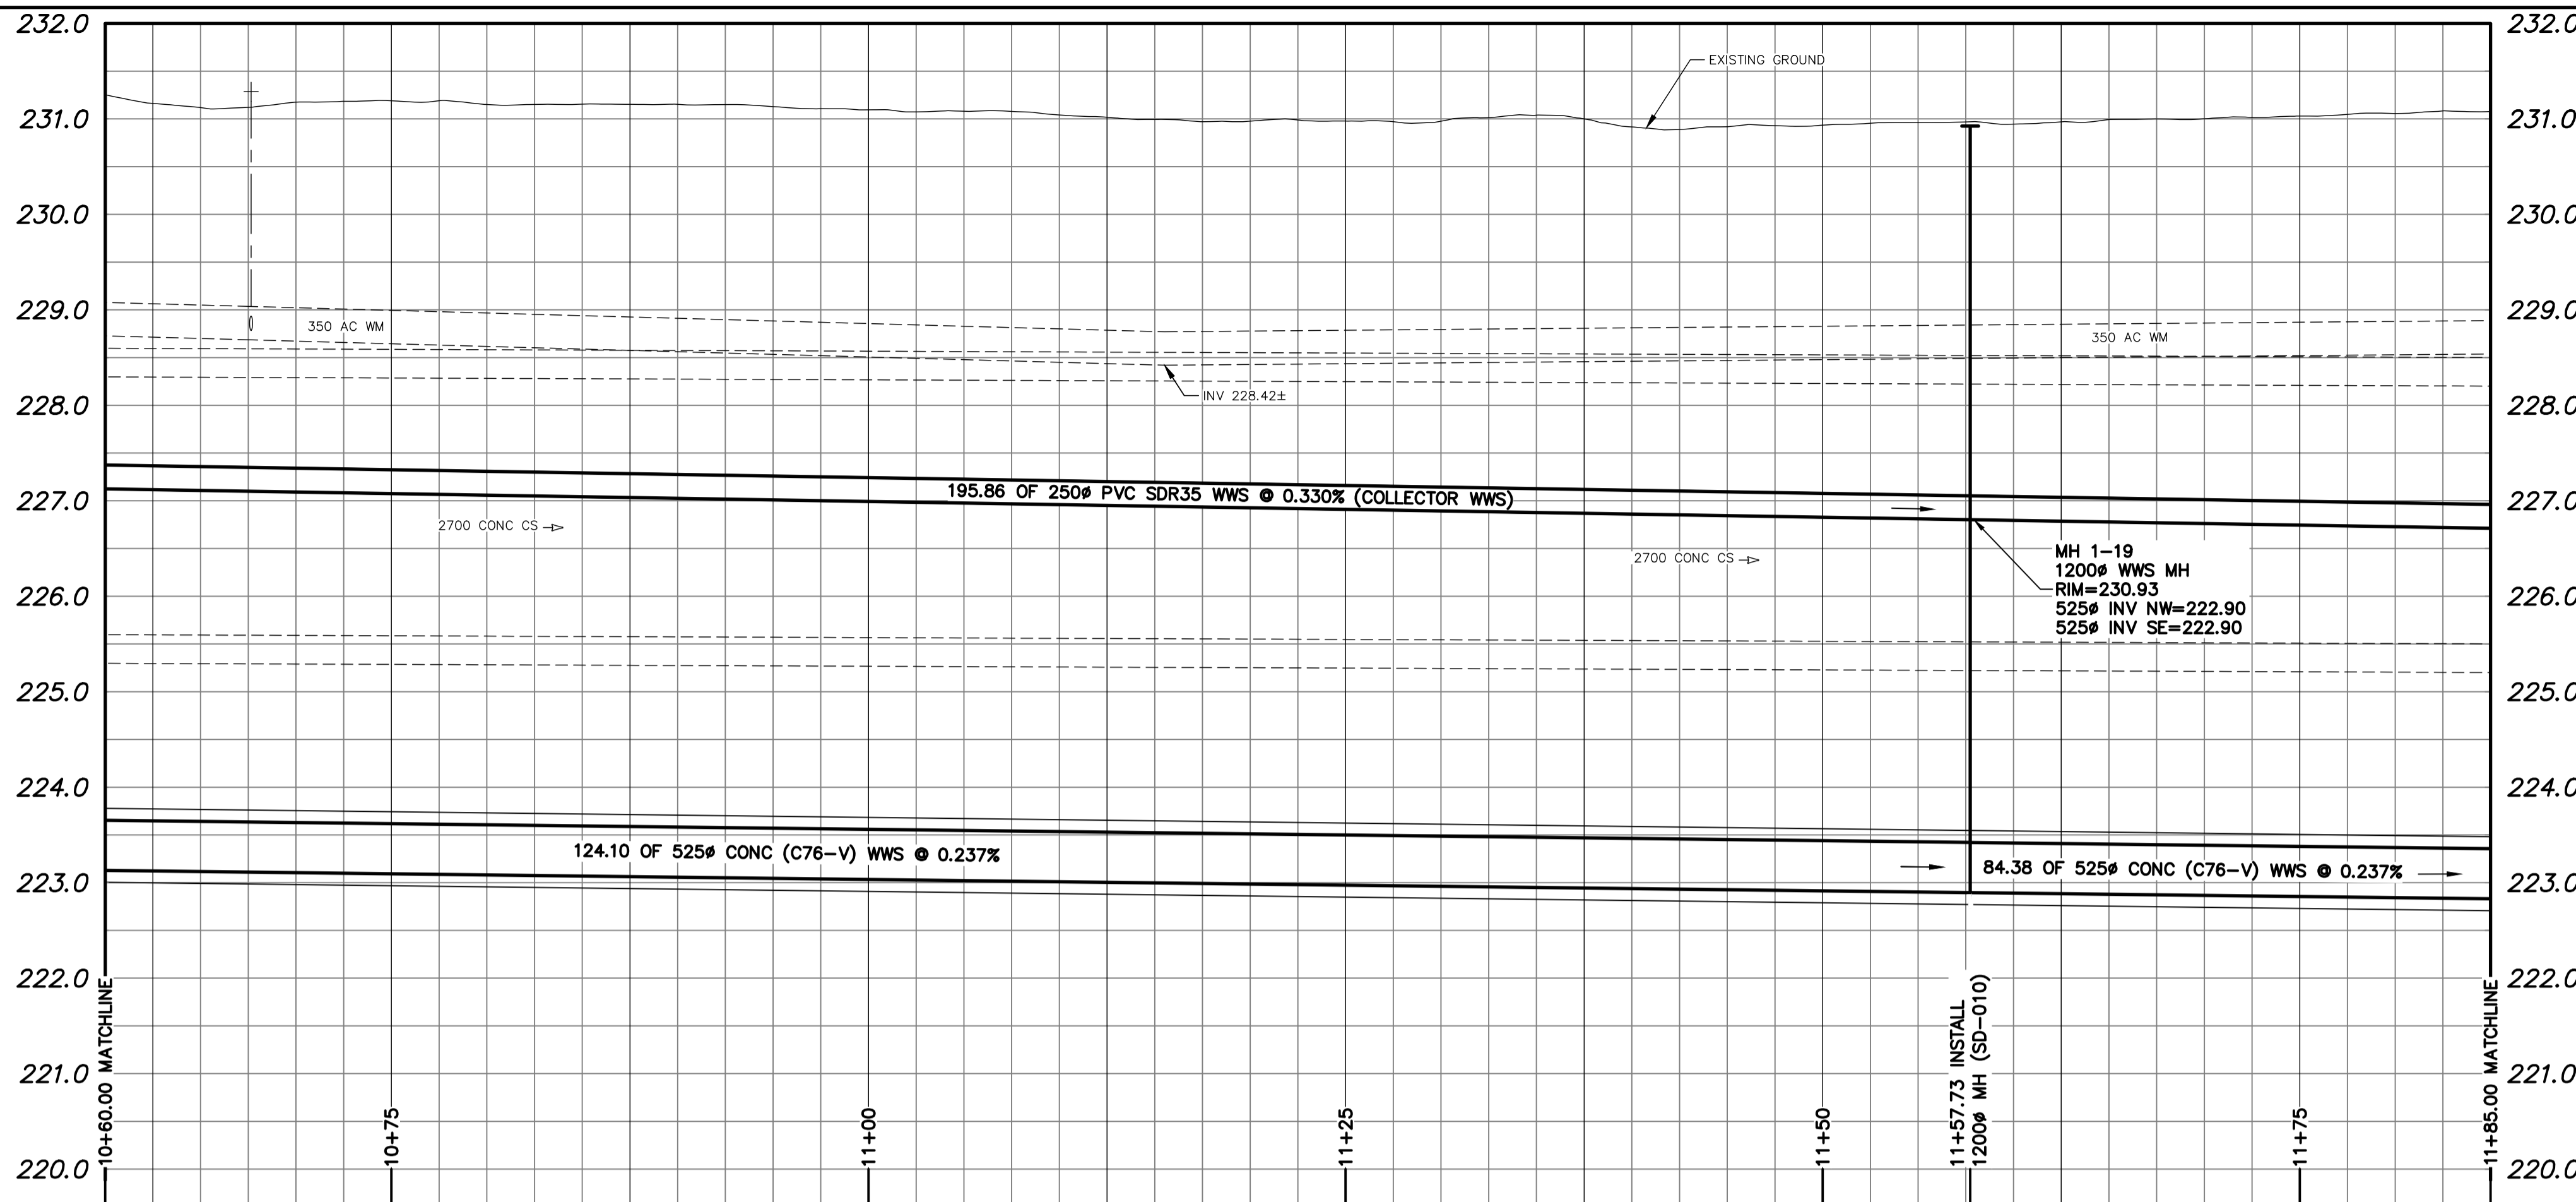 232.0
232.0
EXISTING GROUND
231.0
231.0
230.0
230.0
229.0
229.0
350 AC WM
350 AC WM
INV 228.42±
228.0
228.0
195.86 OF 250ø PVC SDR35 WWS @ 0.330% (COLLECTOR WWS)
227.0
227.0
2700 CONC CS
2700 CONC CS
MH 1-19
1200ø WWS MH
RIM=230.93
525ø INV NW=222.90
525ø INV SE=222.90
226.0
226.0
225.0
225.0
224.0
224.0
124.10 OF 525ø CONC (C76-V) WWS @ 0.237%
84.38 OF 525ø CONC (C76-V) WWS @ 0.237%
223.0
223.0
222.0
222.0
221.0
221.0
220.0
220.0
10+60.00 MATCHLINE
10+75
11+00
11+25
11+50
11+57.73 INSTALL
1200ø MH (SD-010)
11+75
11+85.00 MATCHLINE